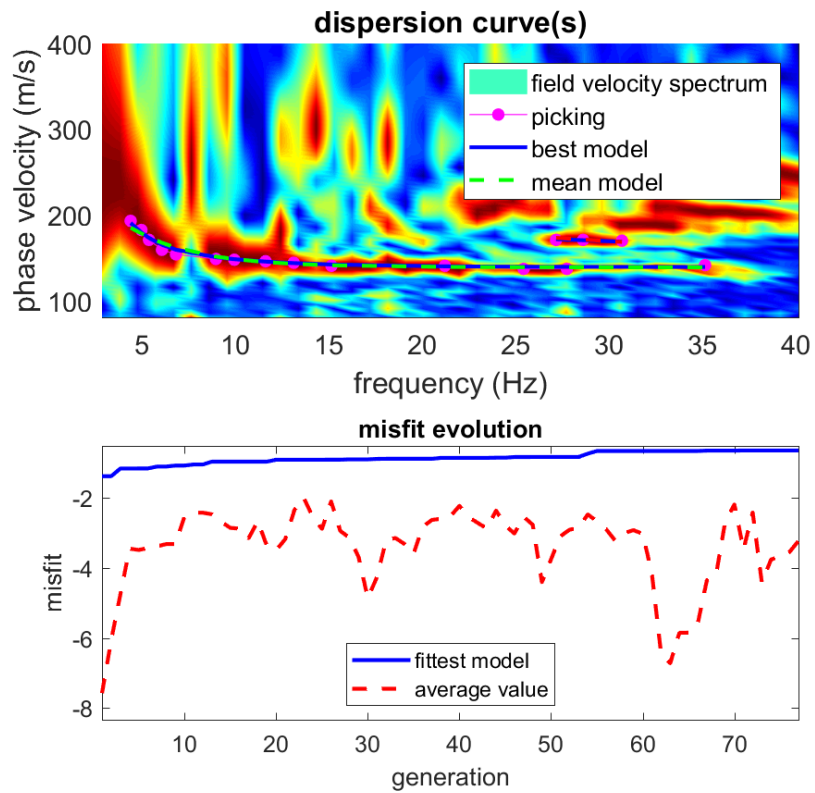 dispersion curve(s)
400
300
200
100
phase velocity (m/s)
field velocity spectrum
picking
best model
mean model
5 10 15 20 25 30 35 40
frequency (Hz)
misfit evolution
-2
-4
-6
-8
misfit
fittest model
average value
10 20 30 40 50 60 70
generation